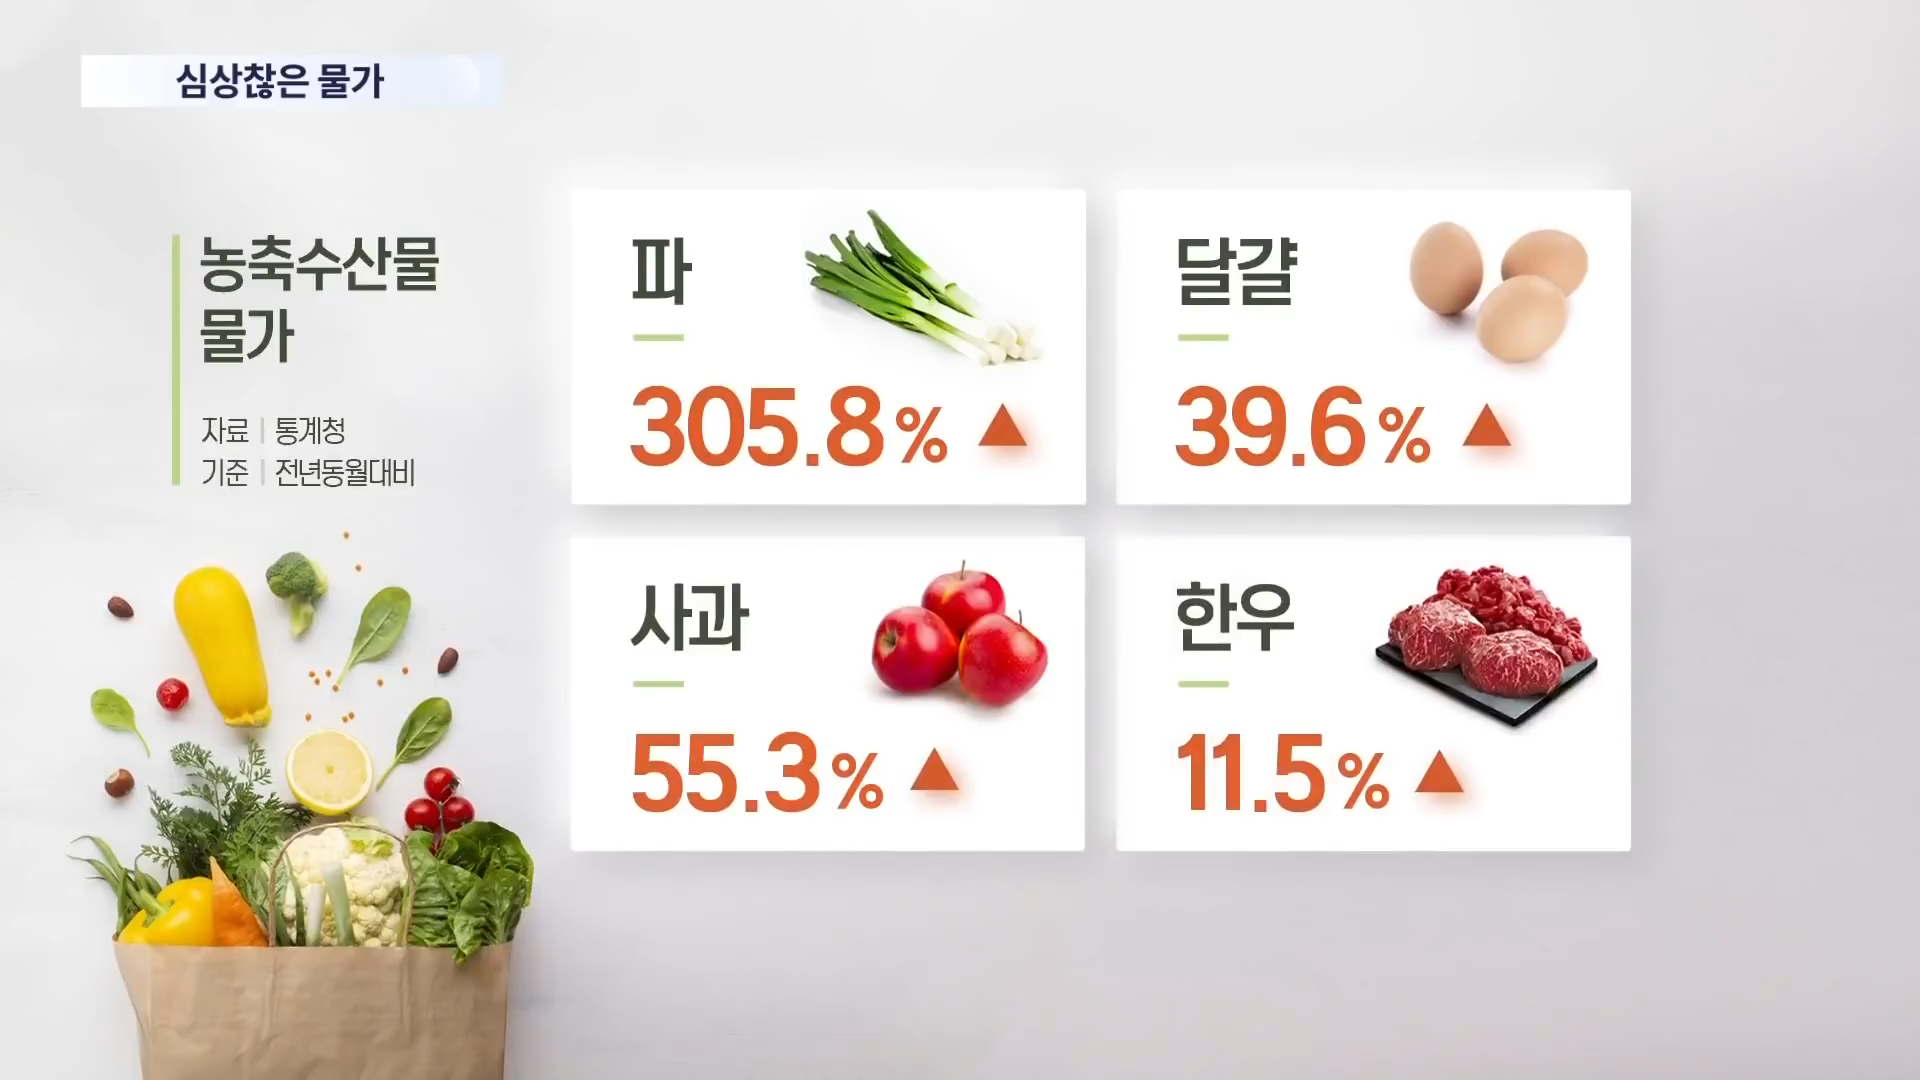 심상찮은 물가
농축수산물
물가
자료 | 통계청
기준 | 전년동월대비
파
305.8% ▲
달걀
39.6% ▲
사과
55.3% ▲
한우
11.5% ▲